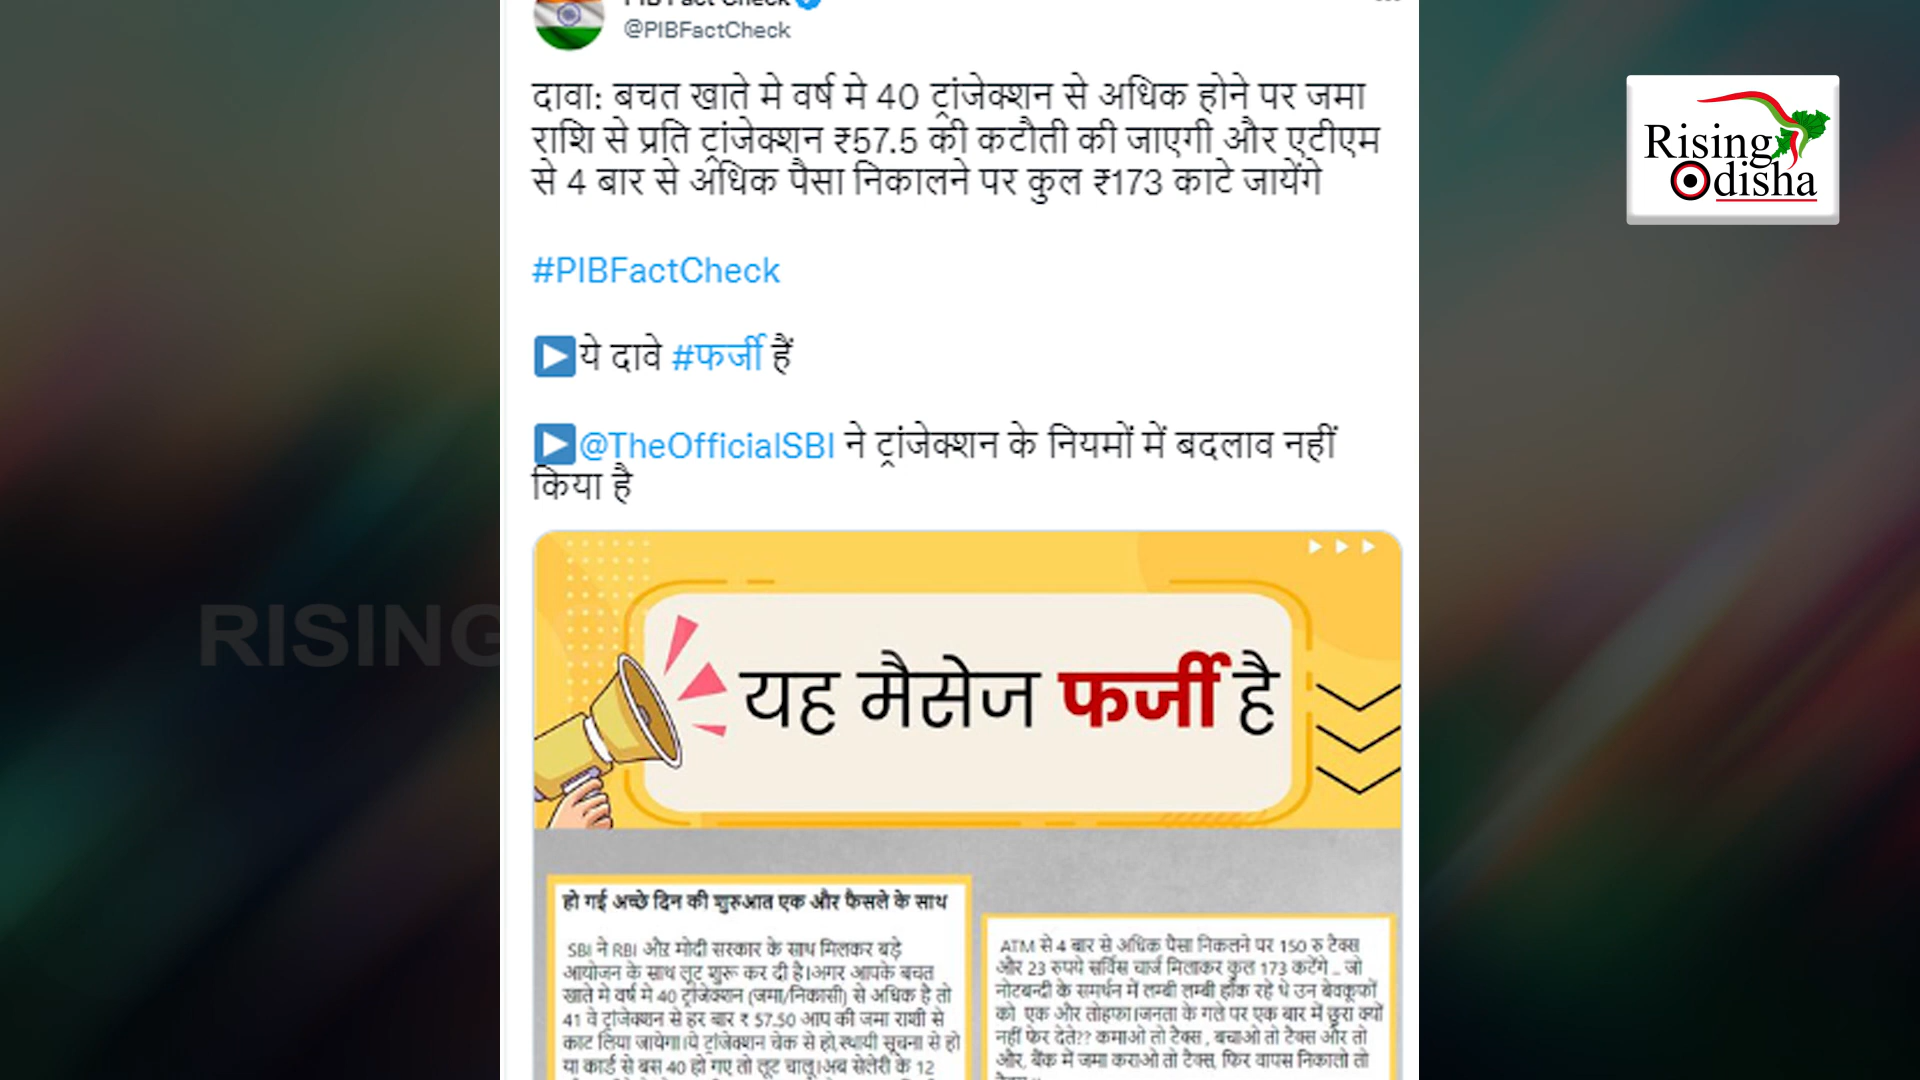 PIB Fact Check
@PIBFactCheck
दावा: बचत खाते मे वर्ष मे 40 ट्रांजेक्शन से अधिक होने पर जमा
राशि से प्रति ट्रांजेक्शन ₹57.5 की कटौती की जाएगी और एटीएम
से 4 बार से अधिक पैसा निकालने पर कुल ₹173 काटे जायेंगे
#PIBFactCheck
ये दावे #फर्जी हैं
@TheOfficialSBI ने ट्रांजेक्शन के नियमों में बदलाव नहीं
किया है
Rising
Odisha
RISING
यह मैसेज फर्जी है
हो गई अच्छे दिन की शुरुआत एक और फैसले के साथ
SBI ने RBI और मोदी सरकार के साथ मिलकर बड़े
आयोजन के साथ लूट शुरू कर दी है।अगर आपके बचत
खाते मे वर्ष मे 40 ट्रांजेक्शन (जमा/निकासी) से अधिक है तो
41 वे ट्रांजेक्शन से हर बार ₹ 57.50 आप की जमा राशी से
काट लिया जायेगा।ये ट्रांजेक्शन चेक से हो,स्थायी सूचना से हो
या कार्ड से बस 40 हो गए तो लूट चालू।अब सेलेरी के 12
ATM से 4 बार से अधिक पैसा निकलने पर 150 रु टैक्स
और 23 रुपये सर्विस चार्ज मिलाकर कुल 173 कटेंगे .. जो
नोटबन्दी के समर्थन में लम्बी लम्बी हाँक रहे थे उन बेवकूफों
को एक और तोहफा।जनता के गले पर एक बार में छुरा क्यों
नहीं फेर देते?? कमाओ तो टैक्स , बचाओ तो टैक्स और तो
और, बैंक में जमा कराओ तो टैक्स, फिर वापस निकालो तो